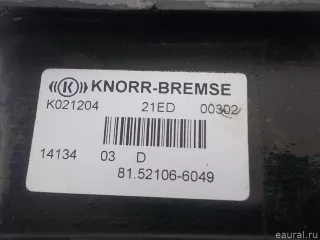 KNORR-BREMSE
K021204 21ED 00302
14134 03 D
81.52106-6049
© eaural.ru